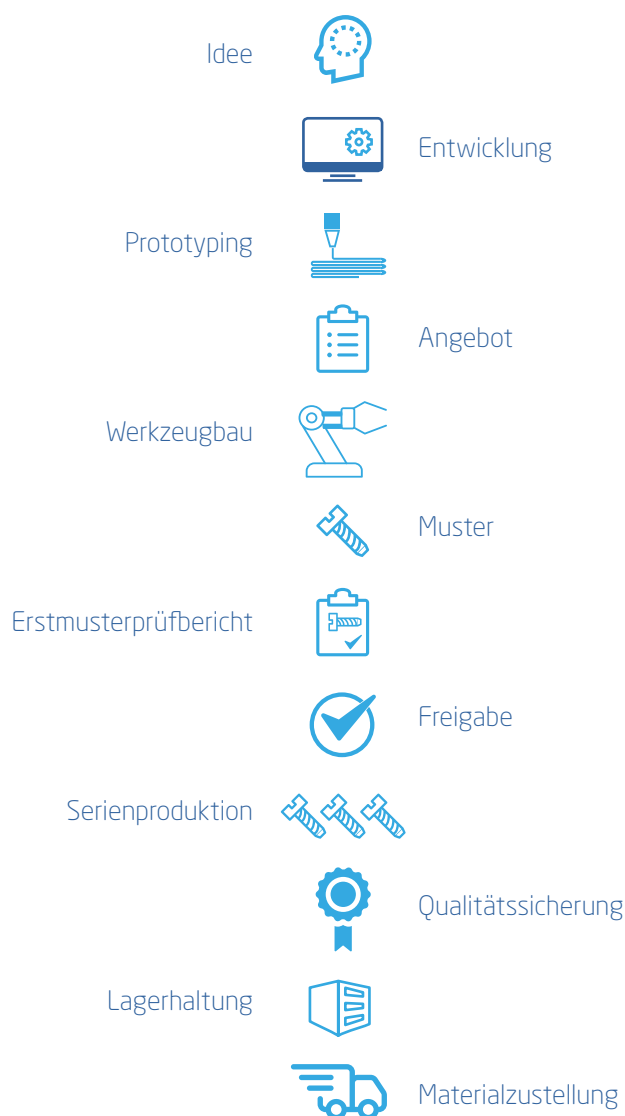 Idee
Entwicklung
Prototyping
Angebot
Werkzeugbau
Muster
Erstmusterprüfbericht
Freigabe
Serienproduktion
Qualitätssicherung
Lagerhaltung
Materialzustellung